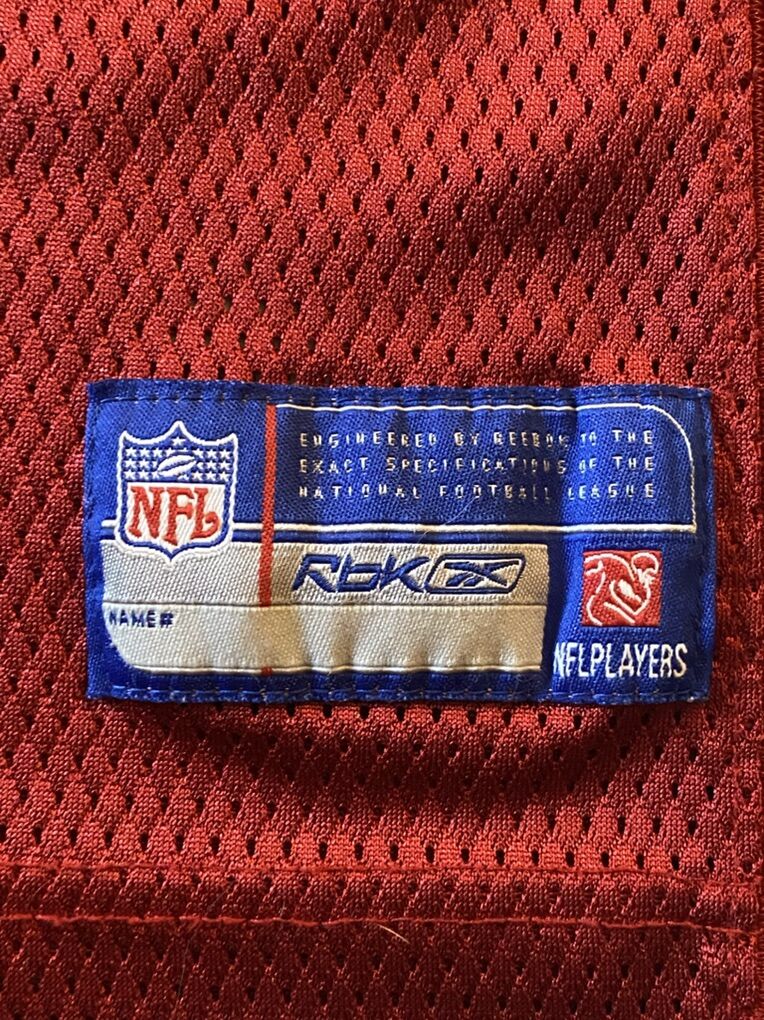 NFL
ENGINEERED BY REEBOK TO THE
EXACT SPECIFICATIONS OF THE
NATIONAL FOOTBALL LEAGUE
RbK
NAME#
NFLPLAYERS